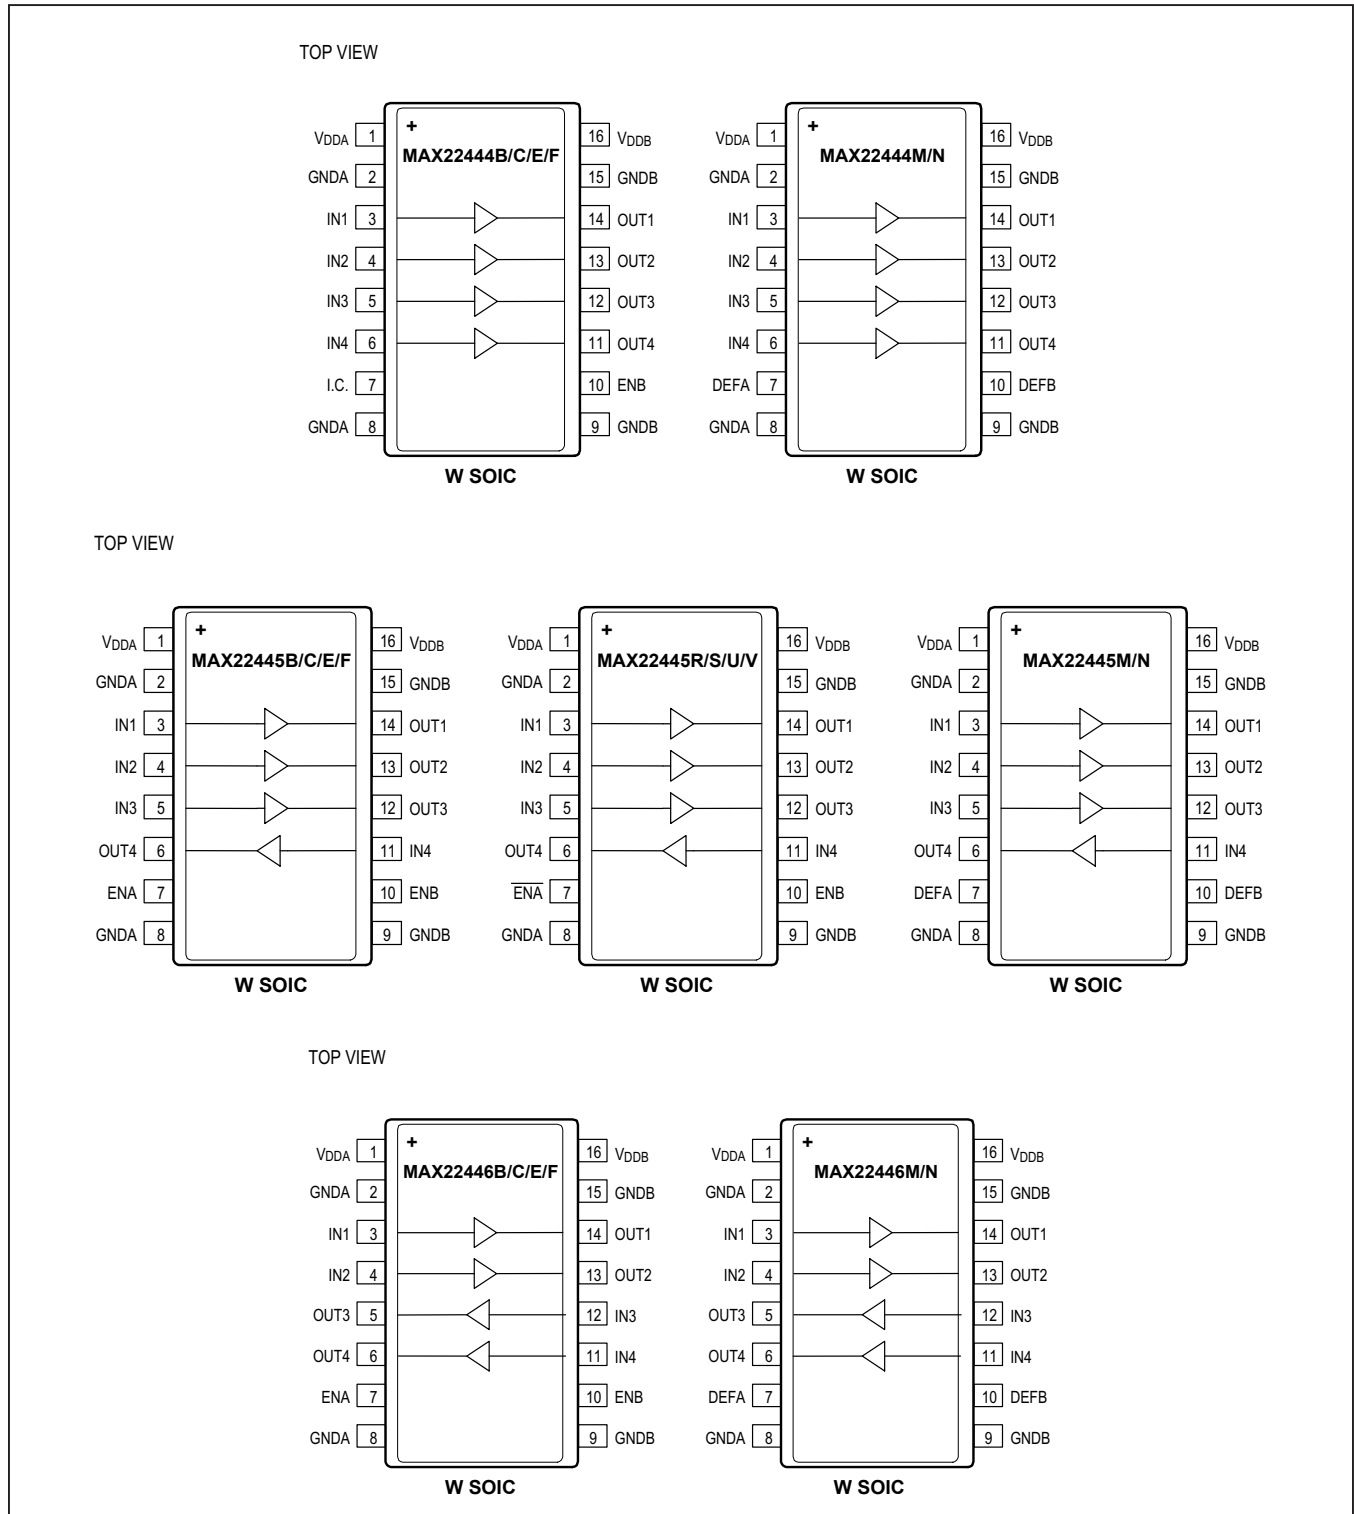 TOP VIEW
+ +
MAX22444B/C/E/F MAX22444M/N
VDDA 1 16 VDDB VDDA 1 16 VDDB
GNDA 2 15 GNDB GNDA 2 15 GNDB
IN1 3 14 OUT1 IN1 3 14 OUT1
IN2 4 13 OUT2 IN2 4 13 OUT2
IN3 5 12 OUT3 IN3 5 12 OUT3
IN4 6 11 OUT4 IN4 6 11 OUT4
I.C. 7 10 ENB DEFA 7 10 DEFB
GNDA 8 9 GNDB GNDA 8 9 GNDB
W SOIC W SOIC
TOP VIEW
+ + +
VDDA 1 16 VDDB VDDA 1 16 VDDB VDDA 1 16 VDDB
MAX22445B/C/E/F MAX22445R/S/U/V MAX22445M/N
GNDA 2 15 GNDB GNDA 2 15 GNDB GNDA 2 15 GNDB
IN1 3 14 OUT1 IN1 3 14 OUT1 IN1 3 14 OUT1
IN2 4 13 OUT2 IN2 4 13 OUT2 IN2 4 13 OUT2
IN3 5 12 OUT3 IN3 5 12 OUT3 IN3 5 12 OUT3
OUT4 6 11 IN4 OUT4 6 11 IN4 OUT4 6 11 IN4
ENA 7 10 ENB E̅N̅A̅ 7 10 ENB DEFA 7 10 DEFB
GNDA 8 9 GNDB GNDA 8 9 GNDB GNDA 8 9 GNDB
W SOIC W SOIC W SOIC
TOP VIEW
+ +
VDDA 1 16 VDDB VDDA 1 16 VDDB
MAX22446B/C/E/F MAX22446M/N
GNDA 2 15 GNDB GNDA 2 15 GNDB
IN1 3 14 OUT1 IN1 3 14 OUT1
IN2 4 13 OUT2 IN2 4 13 OUT2
OUT3 5 12 IN3 OUT3 5 12 IN3
OUT4 6 11 IN4 OUT4 6 11 IN4
ENA 7 10 ENB DEFA 7 10 DEFB
GNDA 8 9 GNDB GNDA 8 9 GNDB
W SOIC W SOIC